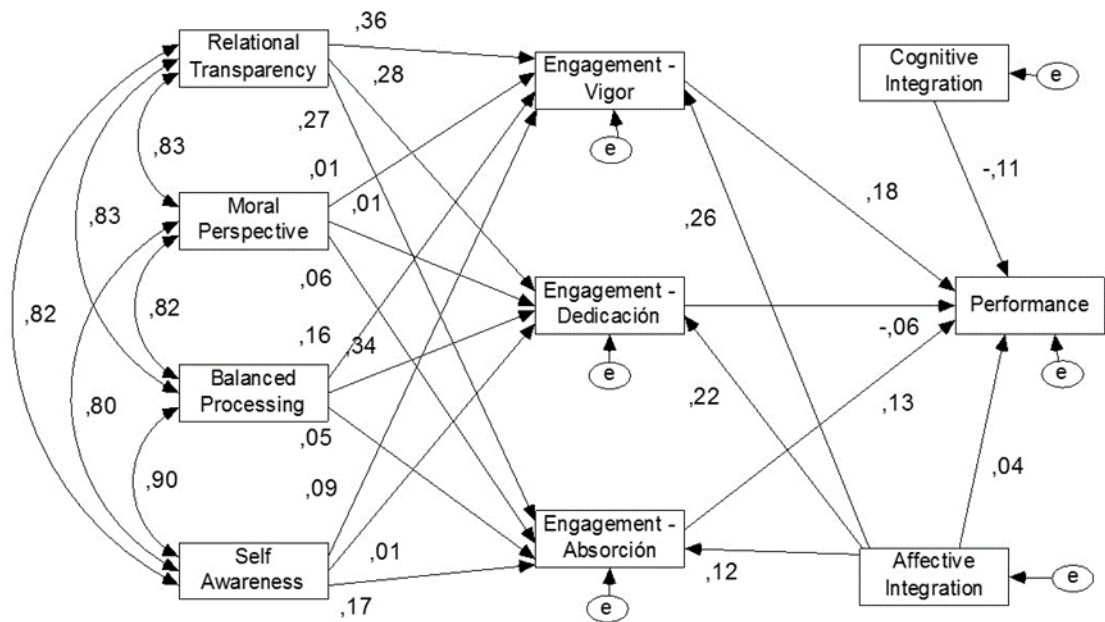 Relational
Transparency
Moral
Perspective
Balanced
Processing
Self
Awareness
,82
,83
,83
,82
,80
,90
,36
,28
,27
,01
,01
,06
,16
,34
,05
,09
,01
,17
Engagement -
Vigor
e
Engagement -
Dedicación
e
Engagement -
Absorción
e
,26
,22
,12
,18
-,06
,13
-,11
,04
Cognitive
Integration
e
Performance
e
Affective
Integration
e